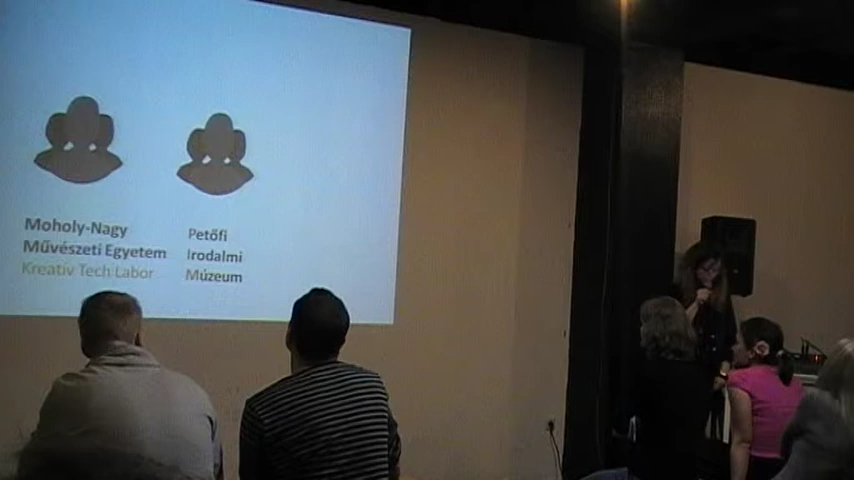 Moholy-Nagy
Művészeti Egyetem
Kreatív Tech Labor
Petőfi
Irodalmi
Múzeum